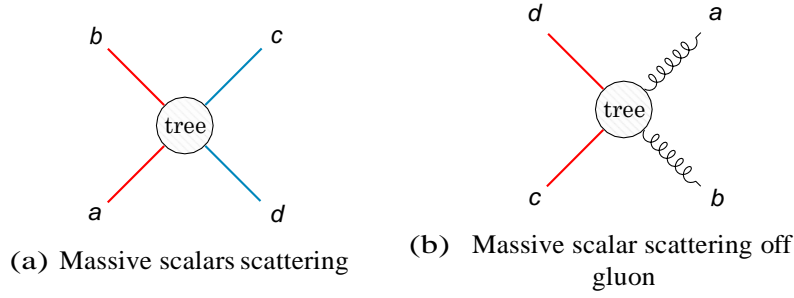 b
c
tree
a
d
(a) Massive scalars scattering
d
a
tree
c
b
(b) Massive scalar scattering off
gluon